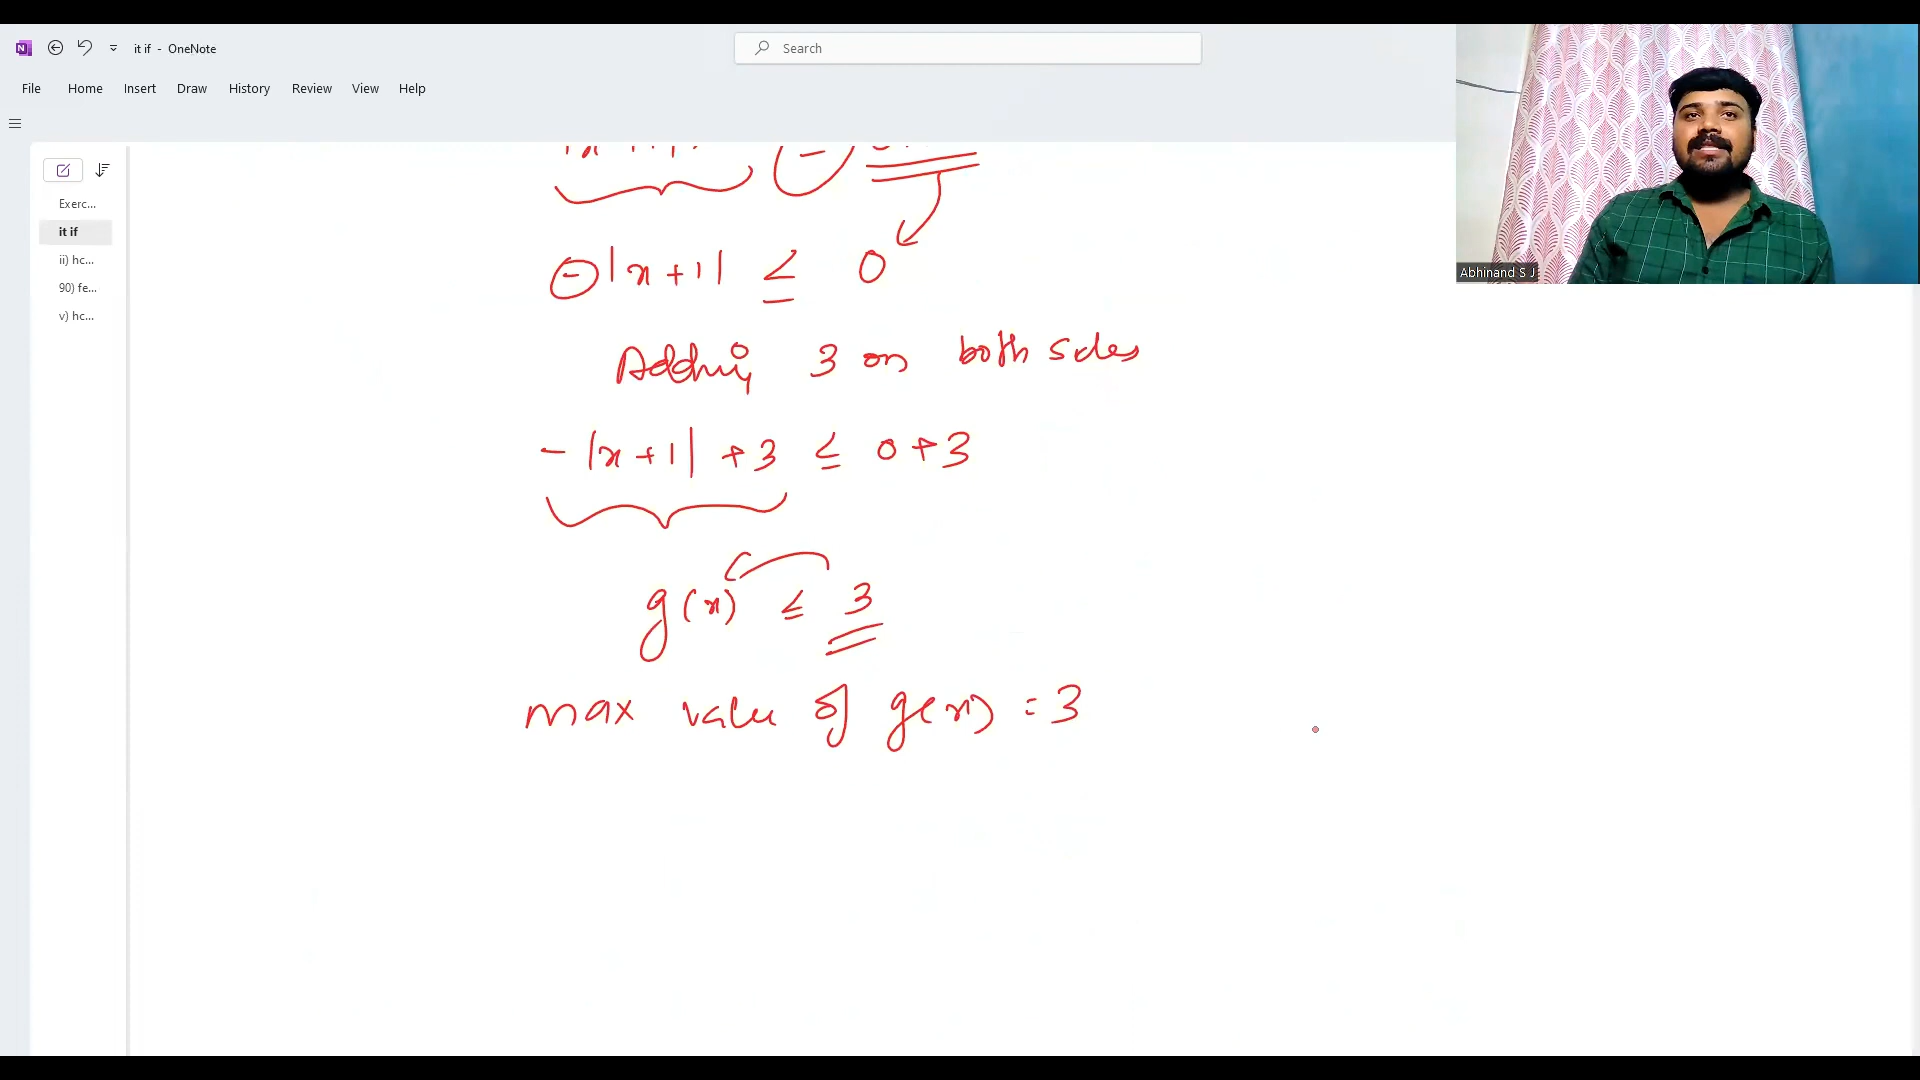 it if - OneNote
Search
File Home Insert Draw History Review View Help
Exerc...
it if
ii) hc...
90) fe...
v) hc...
Abhinand S J
-|x+1| ≤ 0
Adding 3 on both sides
-|x+1| +3 ≤ 0+3
g(x) ≤ 3
max value of g(x) = 3